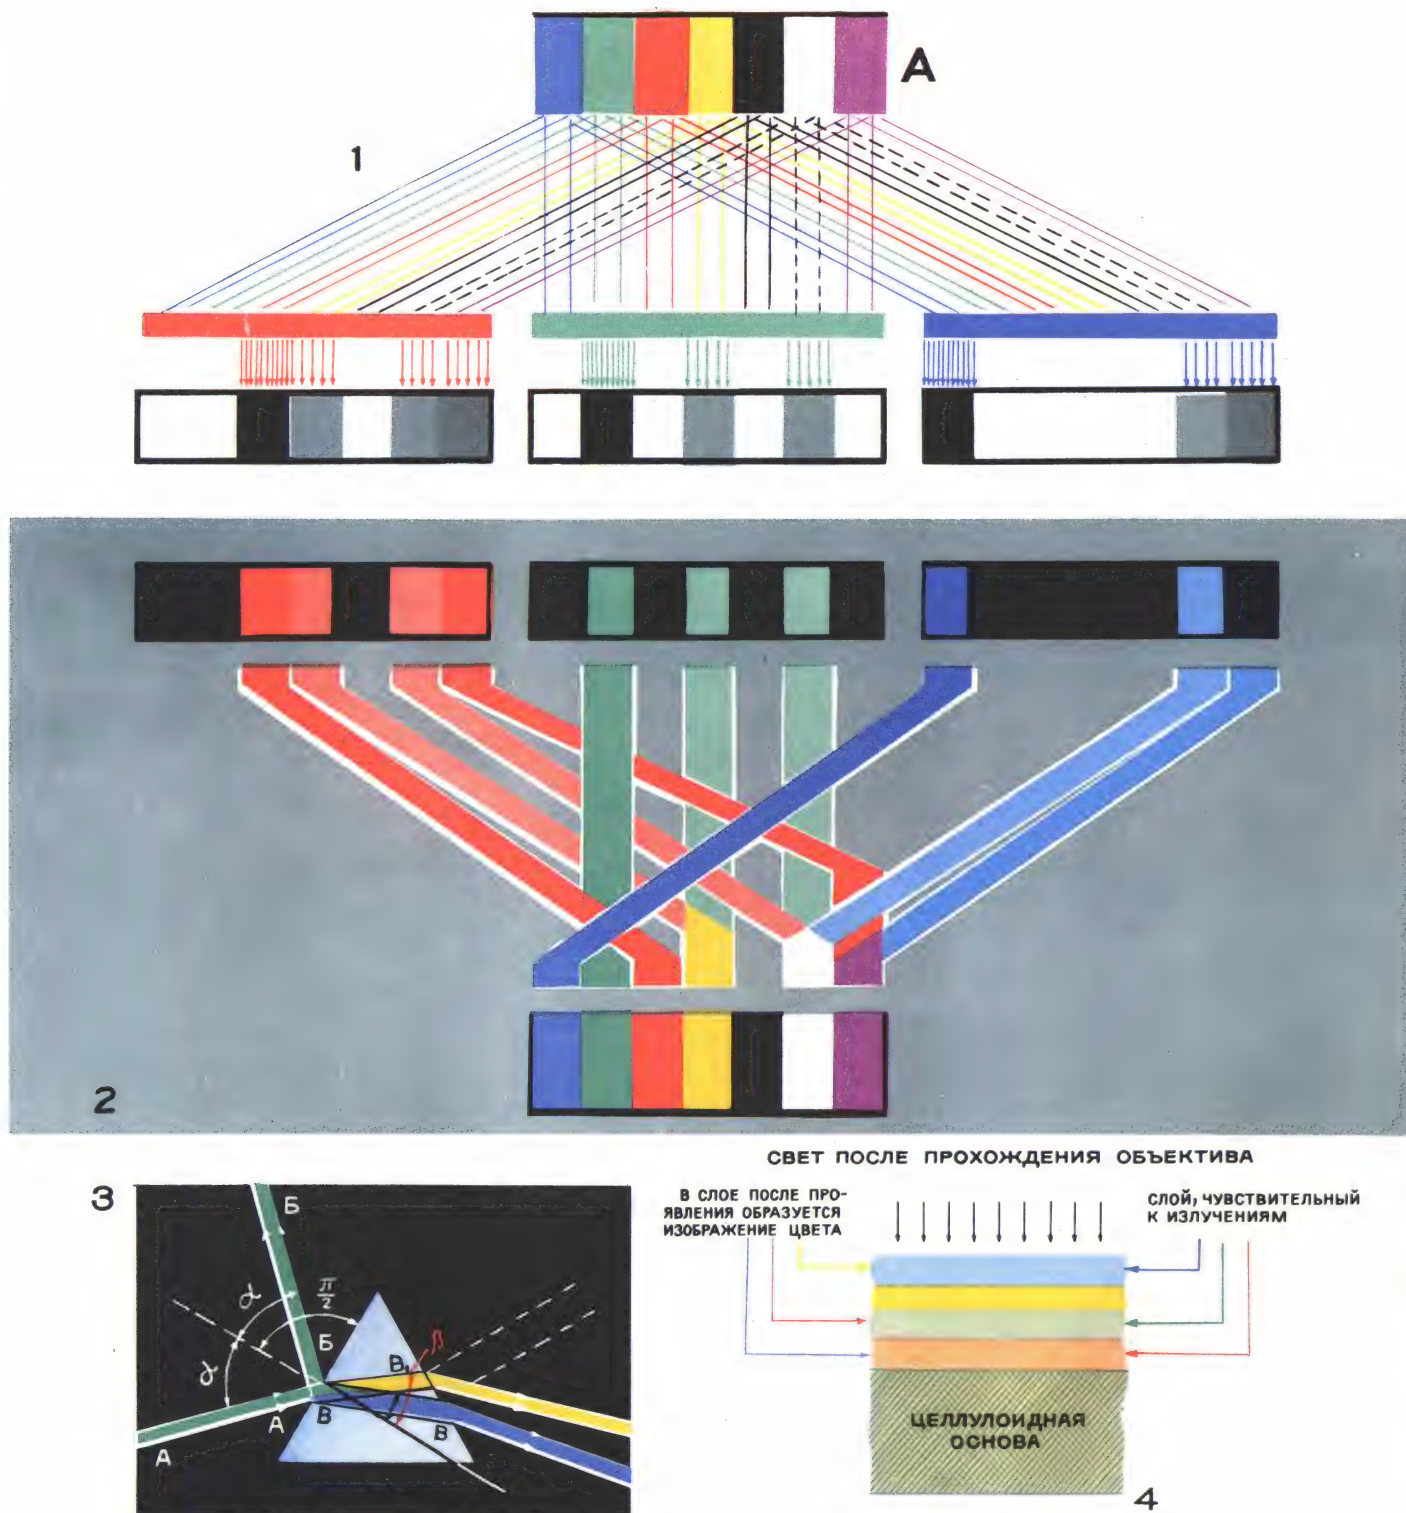 А
1
2
СВЕТ ПОСЛЕ ПРОХОЖДЕНИЯ ОБЪЕКТИВА
3
Б
В СЛОЕ ПОСЛЕ ПРО-
ЯВЛЕНИЯ ОБРАЗУЕТСЯ
ИЗОБРАЖЕНИЕ ЦВЕТА
СЛОЙ, ЧУВСТВИТЕЛЬНЫЙ
К ИЗЛУЧЕНИЯМ
α
π/2
Б
β
α
В₁
А
В
В
А
ЦЕЛЛУЛОИДНАЯ
ОСНОВА
4